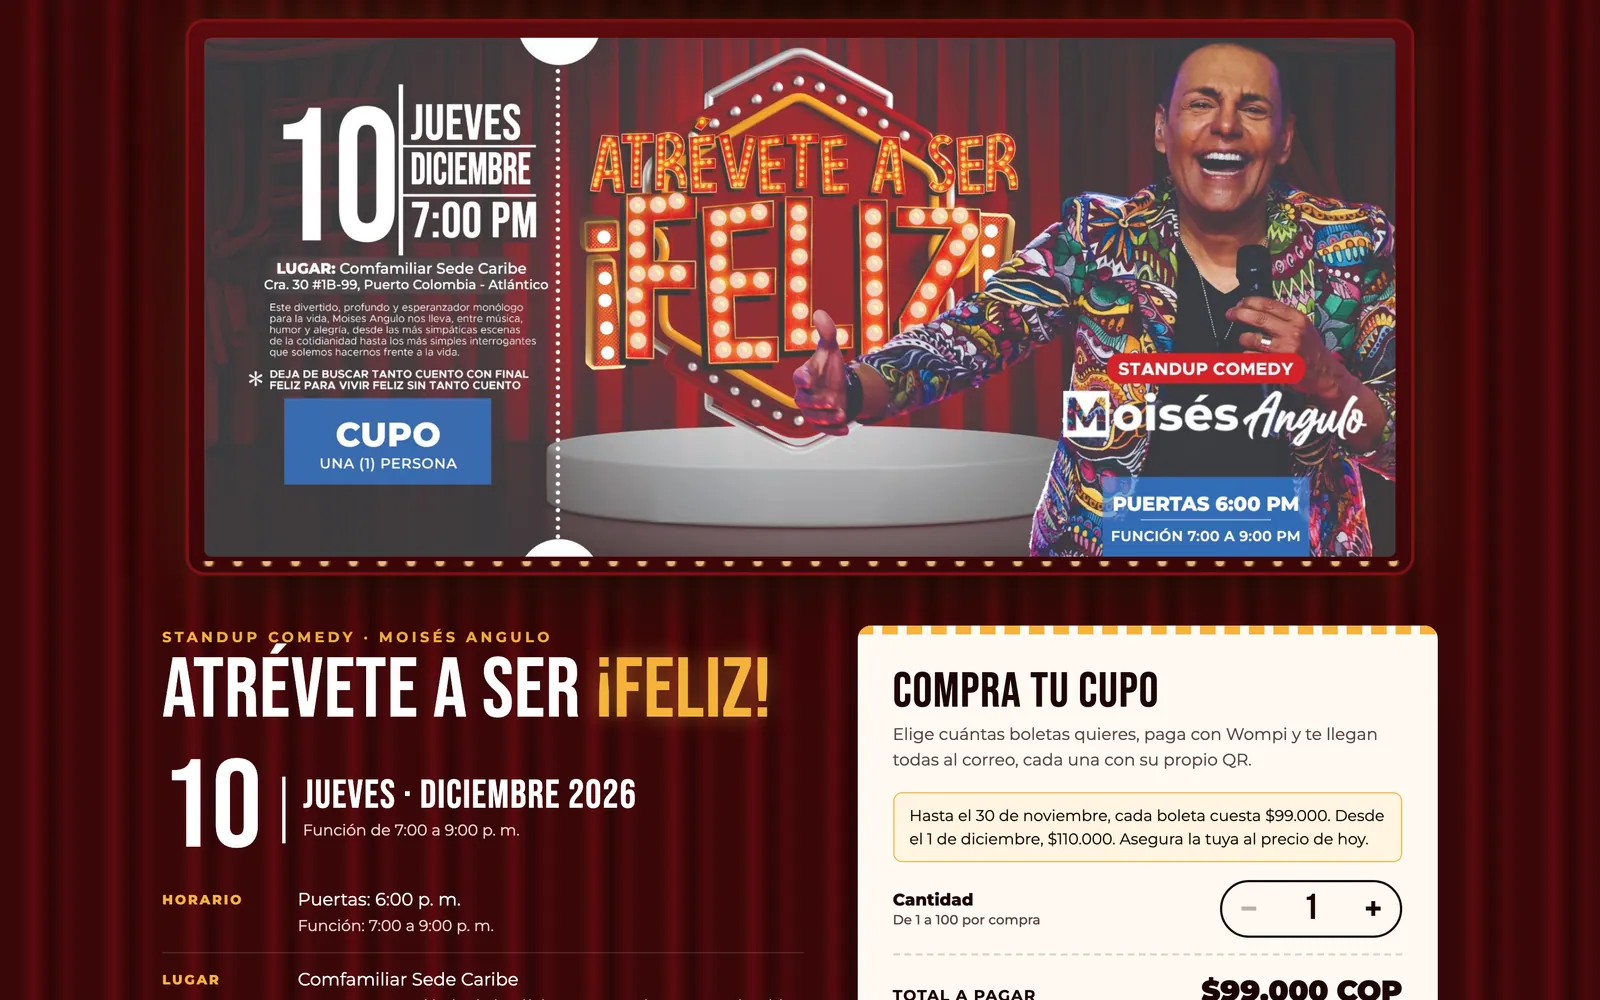 10
JUEVES
DICIEMBRE
7:00 PM
LUGAR: Comfamiliar Sede Caribe
Cra. 30 #1B-99, Puerto Colombia - Atlántico
Este divertido, profundo y esperanzador monólogo
para la vida, Moises Angulo nos lleva, entre música,
humor y alegría, desde las más simpáticas escenas
de la cotidianidad hasta los más simples interrogantes
que solemos hacernos frente a la vida.
* DEJA DE BUSCAR TANTO CUENTO CON FINAL
FELIZ PARA VIVIR FELIZ SIN TANTO CUENTO
CUPO
UNA (1) PERSONA
ATRÉVETE A SER
¡FELIZ!
STANDUP COMEDY
Moisés Angulo
PUERTAS 6:00 PM
FUNCIÓN 7:00 A 9:00 PM
STANDUP COMEDY · MOISÉS ANGULO
ATRÉVETE A SER ¡FELIZ!
10
JUEVES · DICIEMBRE 2026
Función de 7:00 a 9:00 p. m.
HORARIO
Puertas: 6:00 p. m.
Función: 7:00 a 9:00 p. m.
LUGAR
Comfamiliar Sede Caribe
COMPRA TU CUPO
Elige cuántas boletas quieres, paga con Wompi y te llegan
todas al correo, cada una con su propio QR.
Hasta el 30 de noviembre, cada boleta cuesta $99.000. Desde
el 1 de diciembre, $110.000. Asegura la tuya al precio de hoy.
Cantidad
De 1 a 100 por compra
− 1 +
TOTAL A PAGAR
$99.000 COP